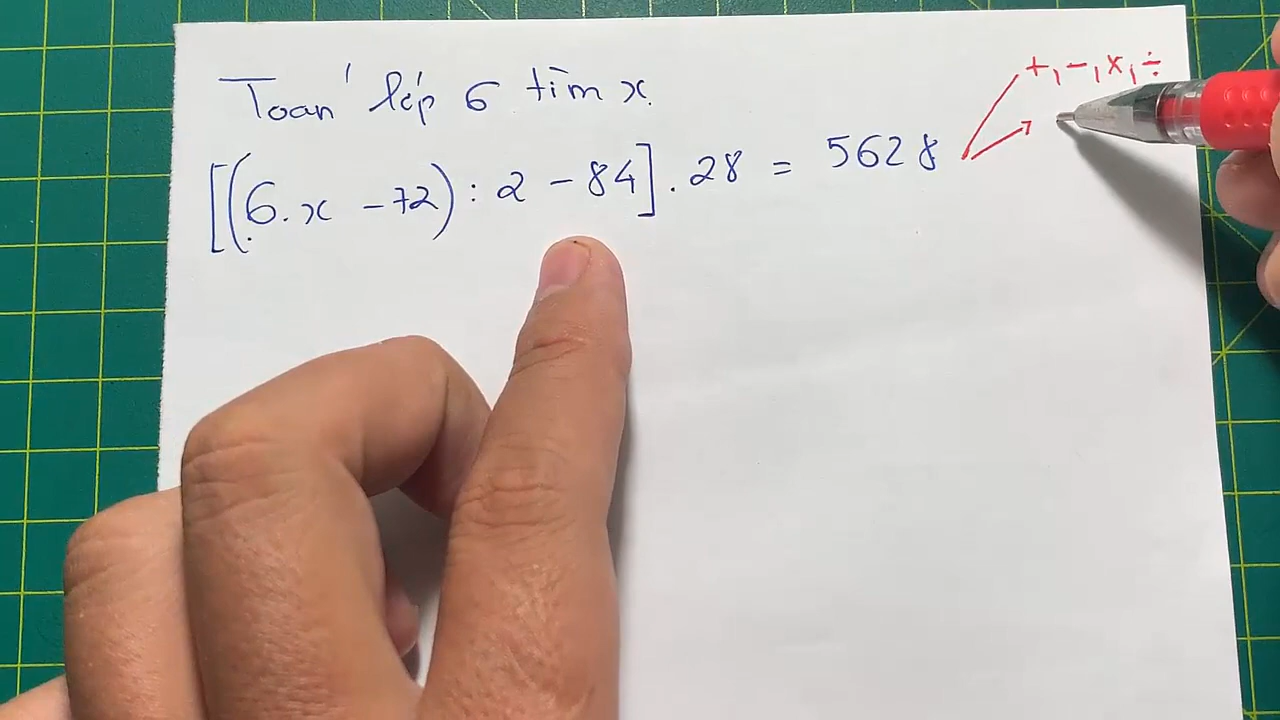 Toán lớp 6 tìm x.
[(6.x - 72) : 2 - 84] . 28 = 5628
+, -, x, ÷